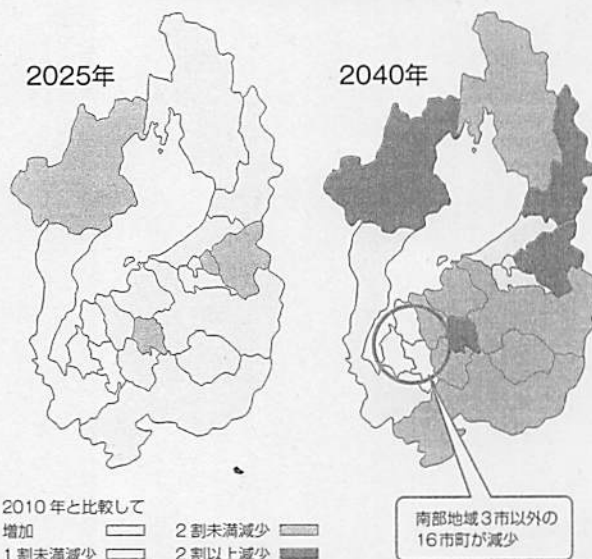 2025年
2040年
2010年と比較して
増加
2割未満減少
1割未満減少
2割以上減少
南部地域3市以外の
16市町が減少